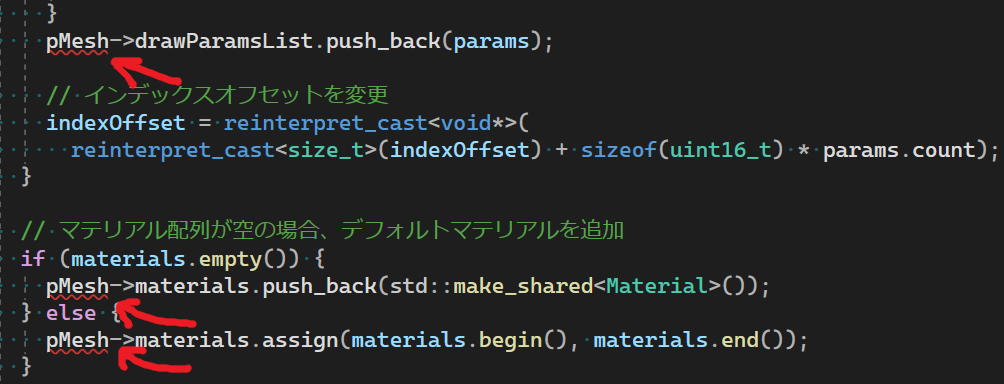 }
pMesh->drawParamsList.push_back(params);
// インデックスオフセットを変更
indexOffset = reinterpret_cast<void*>(
reinterpret_cast<size_t>(indexOffset) + sizeof(uint16_t) * params.count);
}
// マテリアル配列が空の場合、デフォルトマテリアルを追加
if (materials.empty()) {
pMesh->materials.push_back(std::make_shared<Material>());
} else {
pMesh->materials.assign(materials.begin(), materials.end());
}